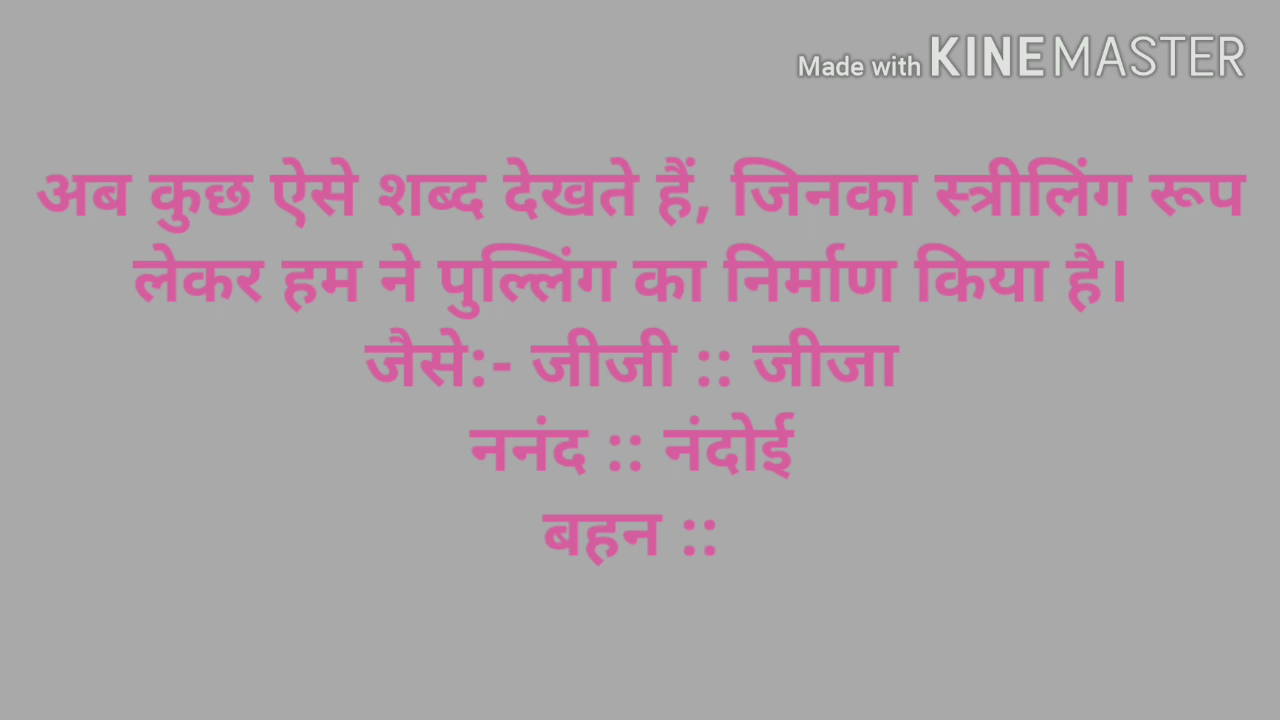 Made with KINEMASTER
अब कुछ ऐसे शब्द देखते हैं, जिनका स्त्रीलिंग रूप
लेकर हम ने पुल्लिंग का निर्माण किया है।
जैसे:- जीजी :: जीजा
ननंद :: नंदोई
बहन ::